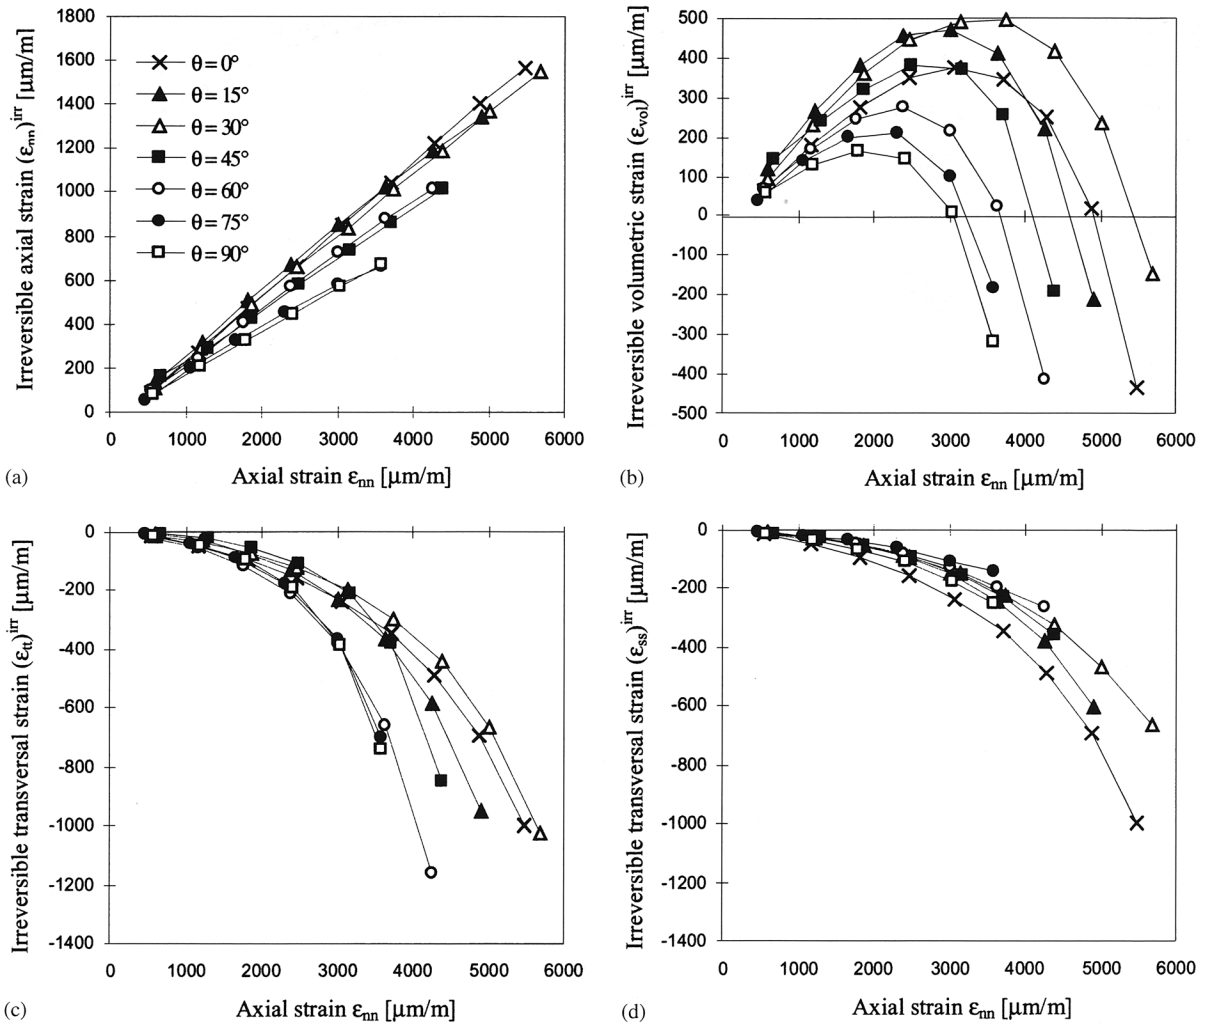 Irreversible axial strain (εnn)irr [μm/m]
1800
1600
1400
1200
1000
800
600
400
200
0
θ = 0°
θ = 15°
θ = 30°
θ = 45°
θ = 60°
θ = 75°
θ = 90°
0 1000 2000 3000 4000 5000 6000
(a) Axial strain εnn [μm/m]
Irreversible volumetric strain (εvol)irr [μm/m]
500
400
300
200
100
0
-100
-200
-300
-400
-500
0 1000 2000 3000 4000 5000 6000
(b) Axial strain εnn [μm/m]
Irreversible transversal strain (εtt)irr [μm/m]
0
-200
-400
-600
-800
-1000
-1200
-1400
0 1000 2000 3000 4000 5000 6000
(c) Axial strain εnn [μm/m]
Irreversible transversal strain (εss)irr [μm/m]
0
-200
-400
-600
-800
-1000
-1200
-1400
0 1000 2000 3000 4000 5000 6000
(d) Axial strain εnn [μm/m]